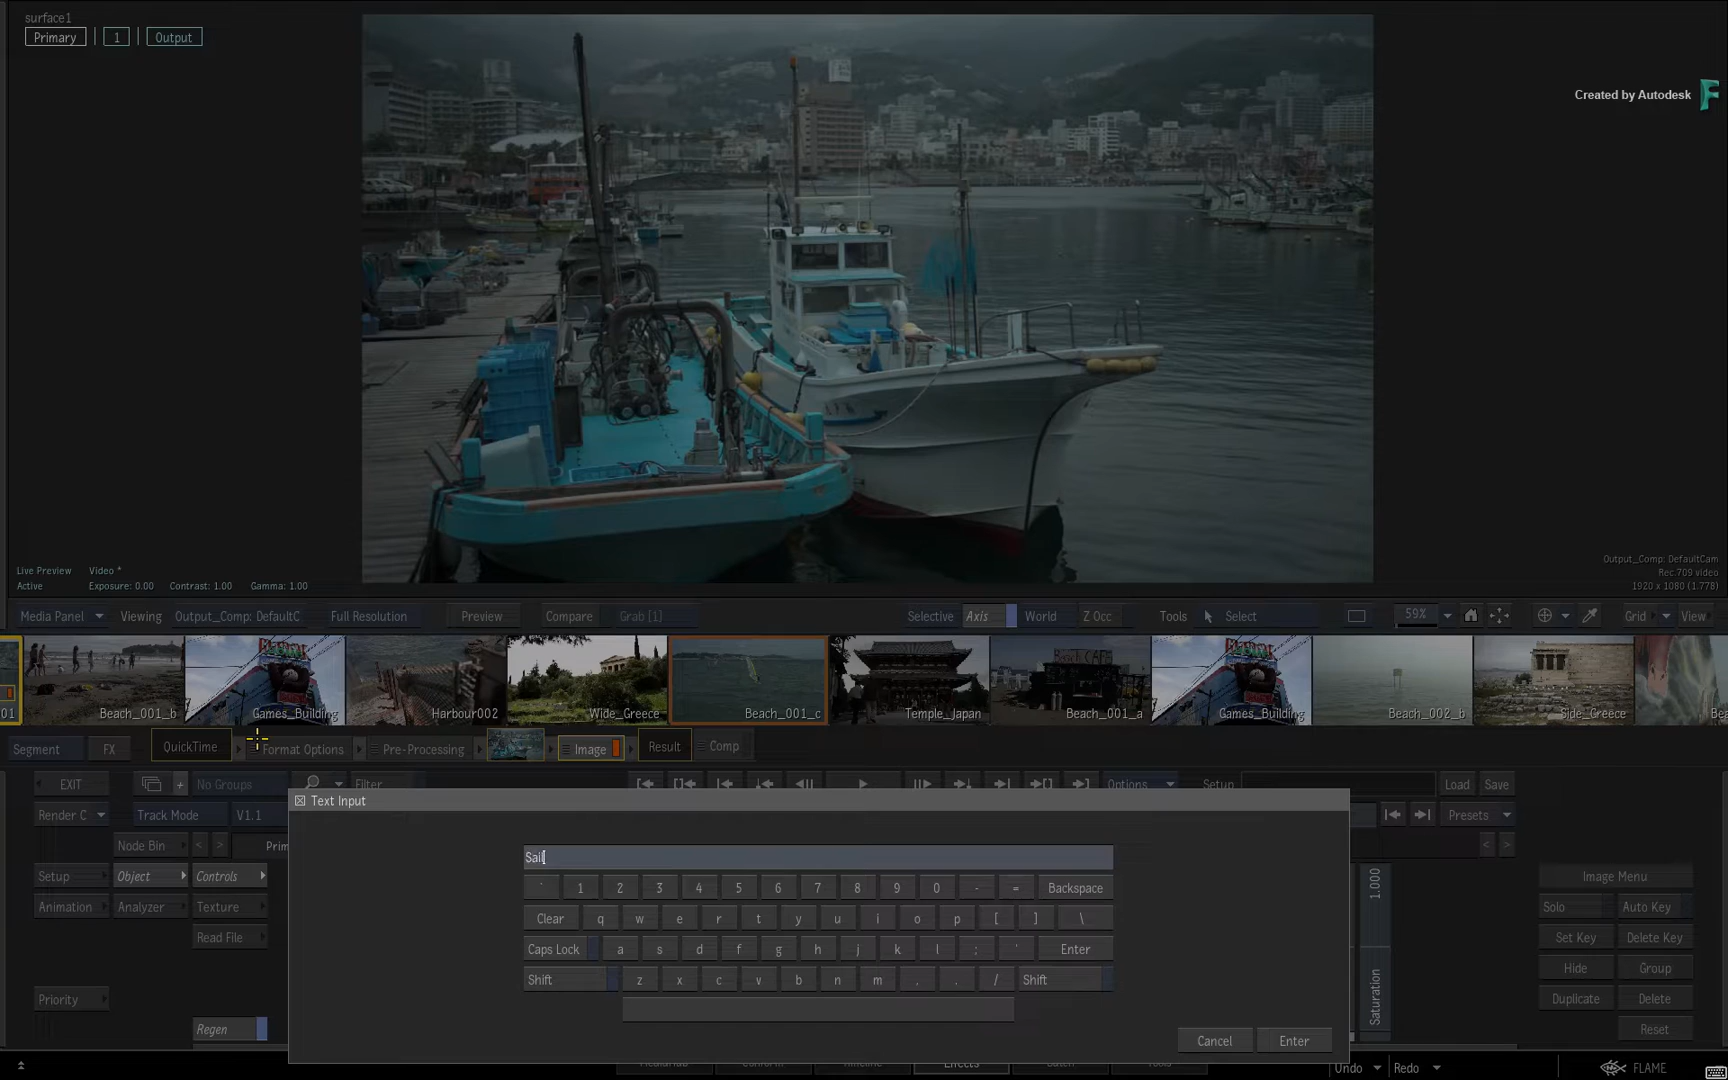 surface1
Primary | 1 | Output
Created by Autodesk
Live Preview Video *
Active Exposure: 0.00 Contrast: 1.00 Gamma: 1.00
Output_Comp: DefaultCam
Rec.709 video
1920 x 1080 (1.778)
Media Panel Viewing Output_Comp: DefaultC Full Resolution Preview Compare Grab [1] Selective Axis World Z Occ Tools Select 59% Grid View
01 Beach_001_b Games_Building Harbour002 Wide_Greece Beach_001_c Temple_Japan Beach_001_a Games_Building Beach_002_b Side_Greece
Segment FX QuickTime Format Options Pre-Processing Image Result Comp
EXIT + No Groups Filter Options Setup Load Save
Render C Track Mode V1.1 Presets
Text Input
Node Bin < > Prim < >
Setup Object Controls
Animation Analyzer Texture
Read File
Priority
Regen
Sail
` 1 2 3 4 5 6 7 8 9 0 - = Backspace
Clear q w e r t y u i o p [ ] \
Caps Lock a s d f g h j k l ; ' Enter
Shift z x c v b n m , . / Shift
Cancel Enter
1.000
Saturation
Image Menu
Solo Auto Key
Set Key Delete Key
Hide Group
Duplicate Delete
Reset
Effects
Undo Redo FLAME